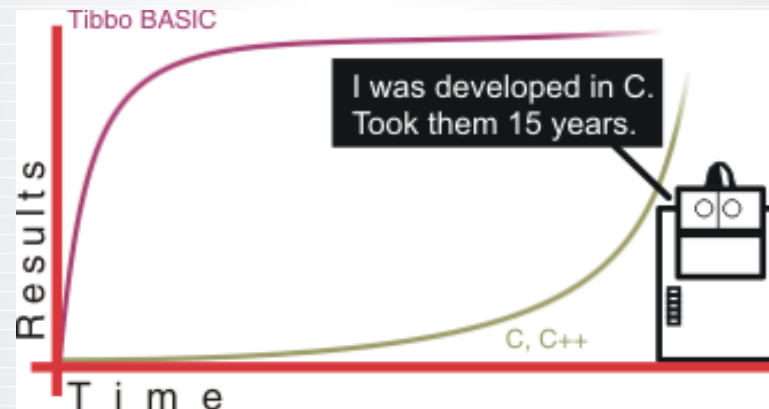 Tibbo BASIC
I was developed in C.
Took them 15 years.
Results
C, C++
Time